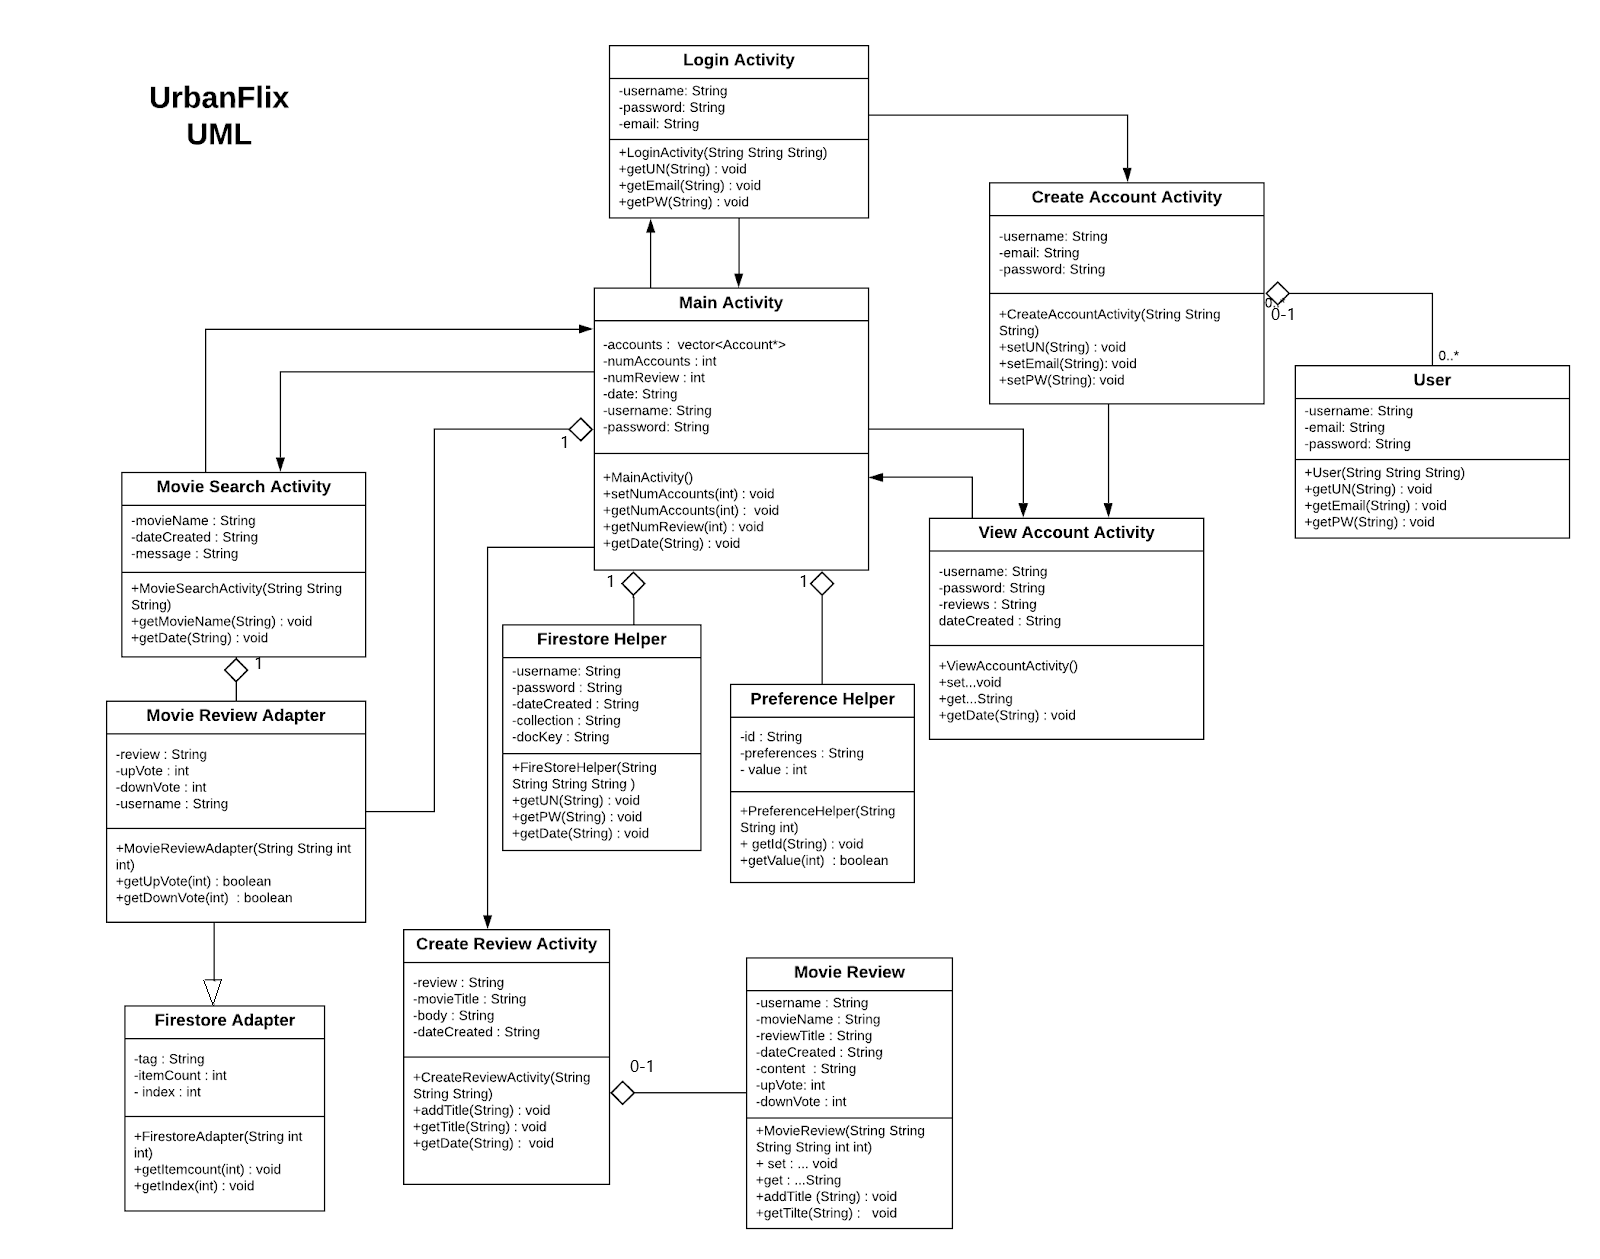 UrbanFlix
UML
Login Activity
-username: String
-password: String
-email: String
+LoginActivity(String String String)
+getUN(String) : void
+getEmail(String) : void
+getPW(String) : void
Create Account Activity
-username: String
-email: String
-password: String
+CreateAccountActivity(String String
String)
+setUN(String) : void
+setEmail(String): void
+setPW(String): void
0..*
0-1
0..*
User
-username: String
-email: String
-password: String
+User(String String String)
+getUN(String) : void
+getEmail(String) : void
+getPW(String) : void
Main Activity
-accounts :  vector<Account*>
-numAccounts : int
-numReview : int
-date: String
-username: String
-password: String
+MainActivity()
+setNumAccounts(int) : void
+getNumAccounts(int) :  void
+getNumReview(int) : void
+getDate(String) : void
1
1
1
Movie Search Activity
-movieName : String
-dateCreated : String
-message : String
+MovieSearchActivity(String String
String)
+getMovieName(String) : void
+getDate(String) : void
1
View Account Activity
-username: String
-password: String
-reviews : String
dateCreated : String
+ViewAccountActivity()
+set...void
+get...String
+getDate(String) : void
Firestore Helper
-username: String
-password : String
-dateCreated : String
-collection : String
-docKey : String
+FireStoreHelper(String
String String String )
+getUN(String) : void
+getPW(String) : void
+getDate(String) : void
Preference Helper
-id : String
-preferences : String
- value : int
+PreferenceHelper(String
String int)
+ getId(String) : void
+getValue(int)  : boolean
Movie Review Adapter
-review : String
-upVote : int
-downVote : int
-username : String
+MovieReviewAdapter(String String int
int)
+getUpVote(int) : boolean
+getDownVote(int)  : boolean
Firestore Adapter
-tag : String
-itemCount : int
- index : int
+FirestoreAdapter(String int
int)
+getItemcount(int) : void
+getIndex(int) : void
Create Review Activity
-review : String
-movieTitle : String
-body : String
-dateCreated : String
+CreateReviewActivity(String
String String)
+addTitle(String) : void
+getTitle(String) : void
+getDate(String) :  void
0-1
Movie Review
-username : String
-movieName : String
-reviewTitle : String
-dateCreated : String
-content  : String
-upVote: int
-downVote : int
+MovieReview(String String
String String int int)
+ set : ... void
+get : ...String
+addTitle (String) : void
+getTilte(String) :   void